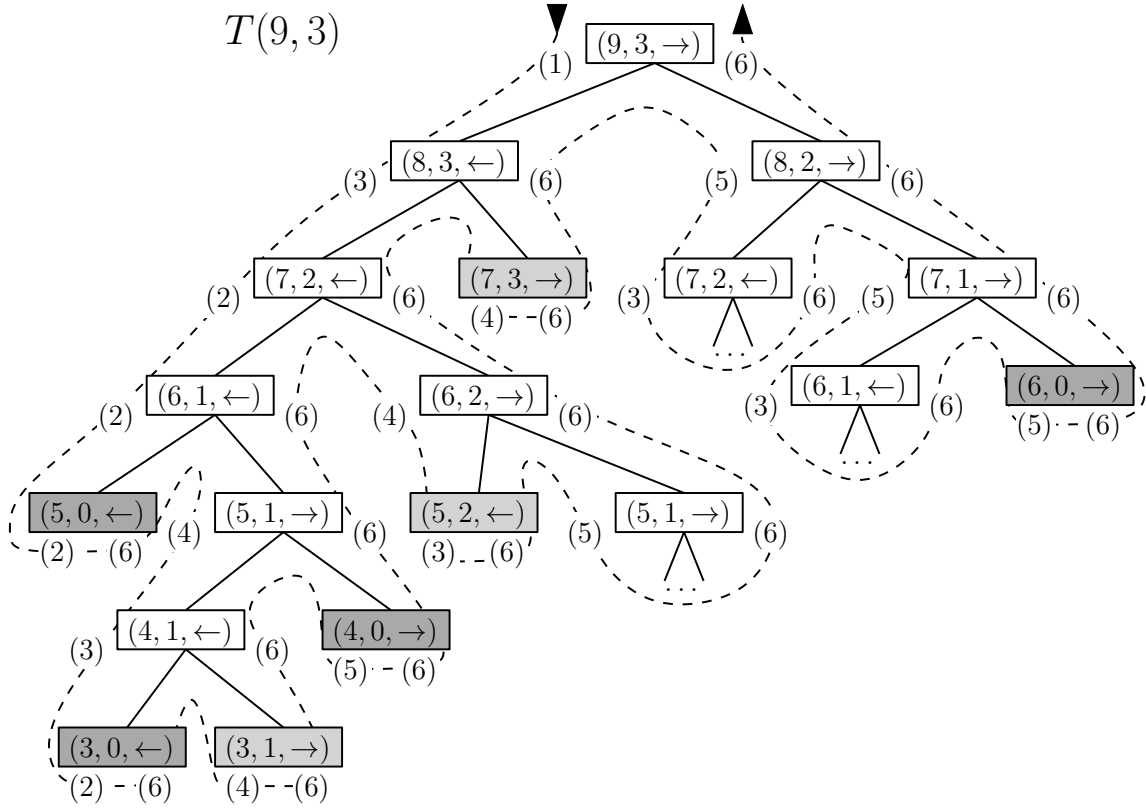 T(9, 3)
(9, 3, →)
(1) (6)
(8, 3, ←) (8, 2, →)
(3) (6) (5) (6)
(7, 2, ←) (7, 3, →) (7, 2, ←) (7, 1, →)
(2) (6) (4) (6) (3) (6) (5) (6)
...
(6, 1, ←) (6, 2, →) (6, 1, ←) (6, 0, →)
(2) (6) (4) (6) (3) (6) (5) (6)
...
(5, 0, ←) (5, 1, →) (5, 2, ←) (5, 1, →)
(2) (6) (4) (6) (3) (6) (5) (6)
...
(4, 1, ←) (4, 0, →)
(3) (6) (5) (6)
(3, 0, ←) (3, 1, →)
(2) (6) (4) (6)